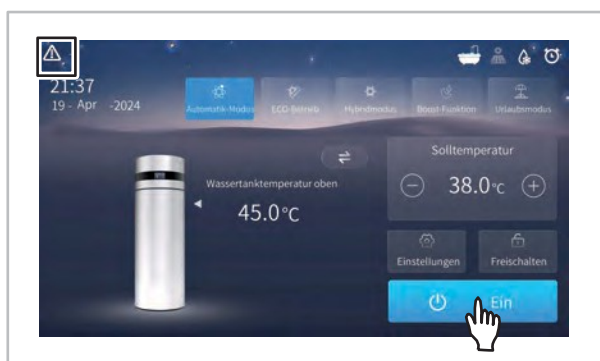 21:37
19 - Apr -2024
Automatik-Modus
ECO-Betrieb
Hybridmodus
Boost-Funktion
Urlaubsmodus
Wassertanktemperatur oben
45.0°C
Solltemperatur
38.0°C
Einstellungen
Freischalten
Ein